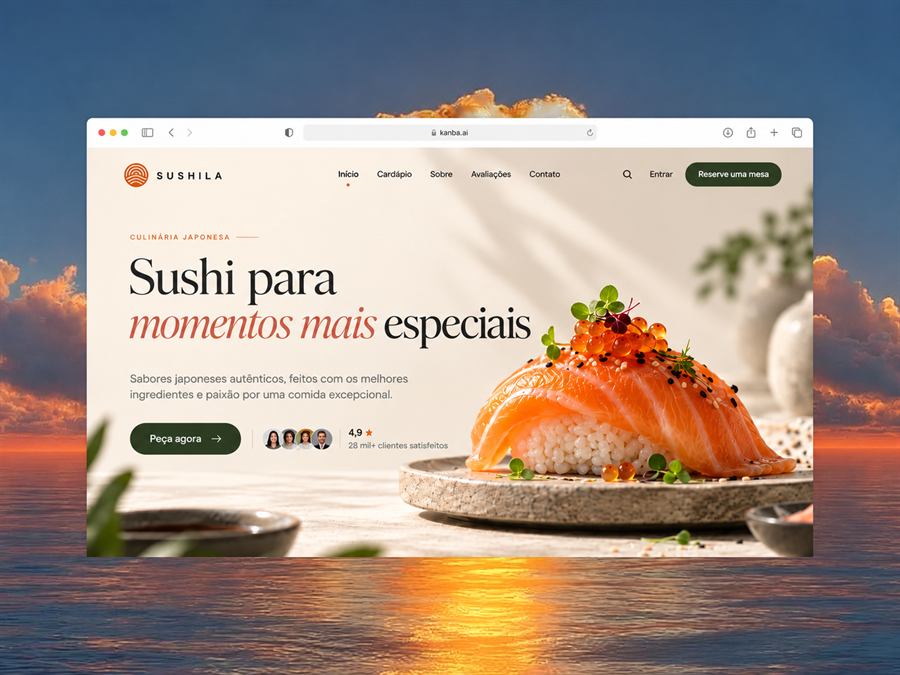 kanba.ai
SUSHILA
Início
Cardápio
Sobre
Avaliações
Contato
Entrar
Reserve uma mesa
CULINÁRIA JAPONESA
Sushi para
momentos mais especiais
Sabores japoneses autênticos, feitos com os melhores
ingredientes e paixão por uma comida excepcional.
Peça agora
4,9
28 mil+ clientes satisfeitos